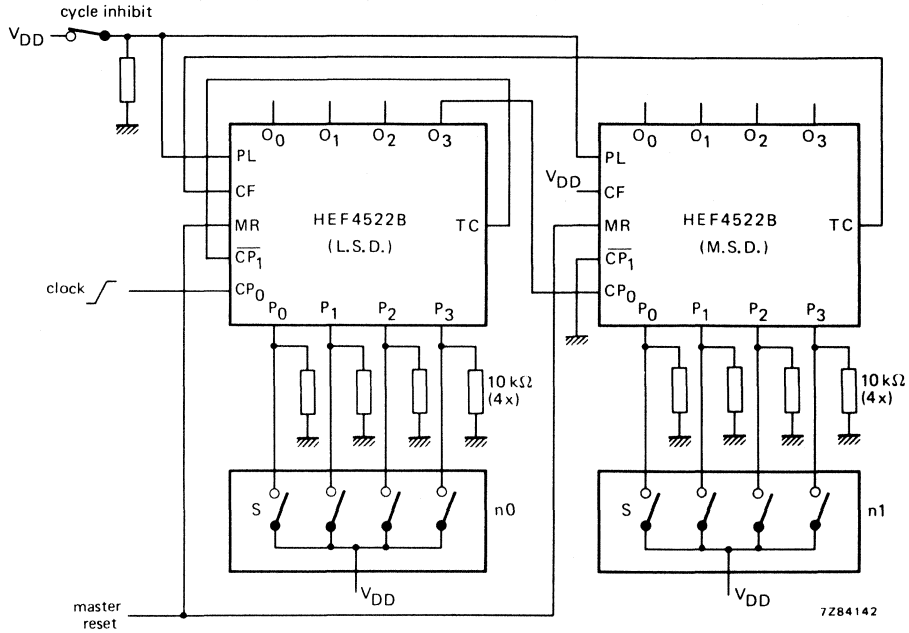 cycle inhibit
VDD
O0 O1 O2 O3
O0 O1 O2 O3
PL
CF
MR
CP1
CP0
HEF4522B
(L.S.D.)
TC
clock
P0 P1 P2 P3
PL
VDD
CF
MR
CP1
CP0
HEF4522B
(M.S.D.)
TC
P0 P1 P2 P3
10 kΩ
(4x)
10 kΩ
(4x)
S
n0
VDD
S
n1
VDD
master
reset
7Z84142